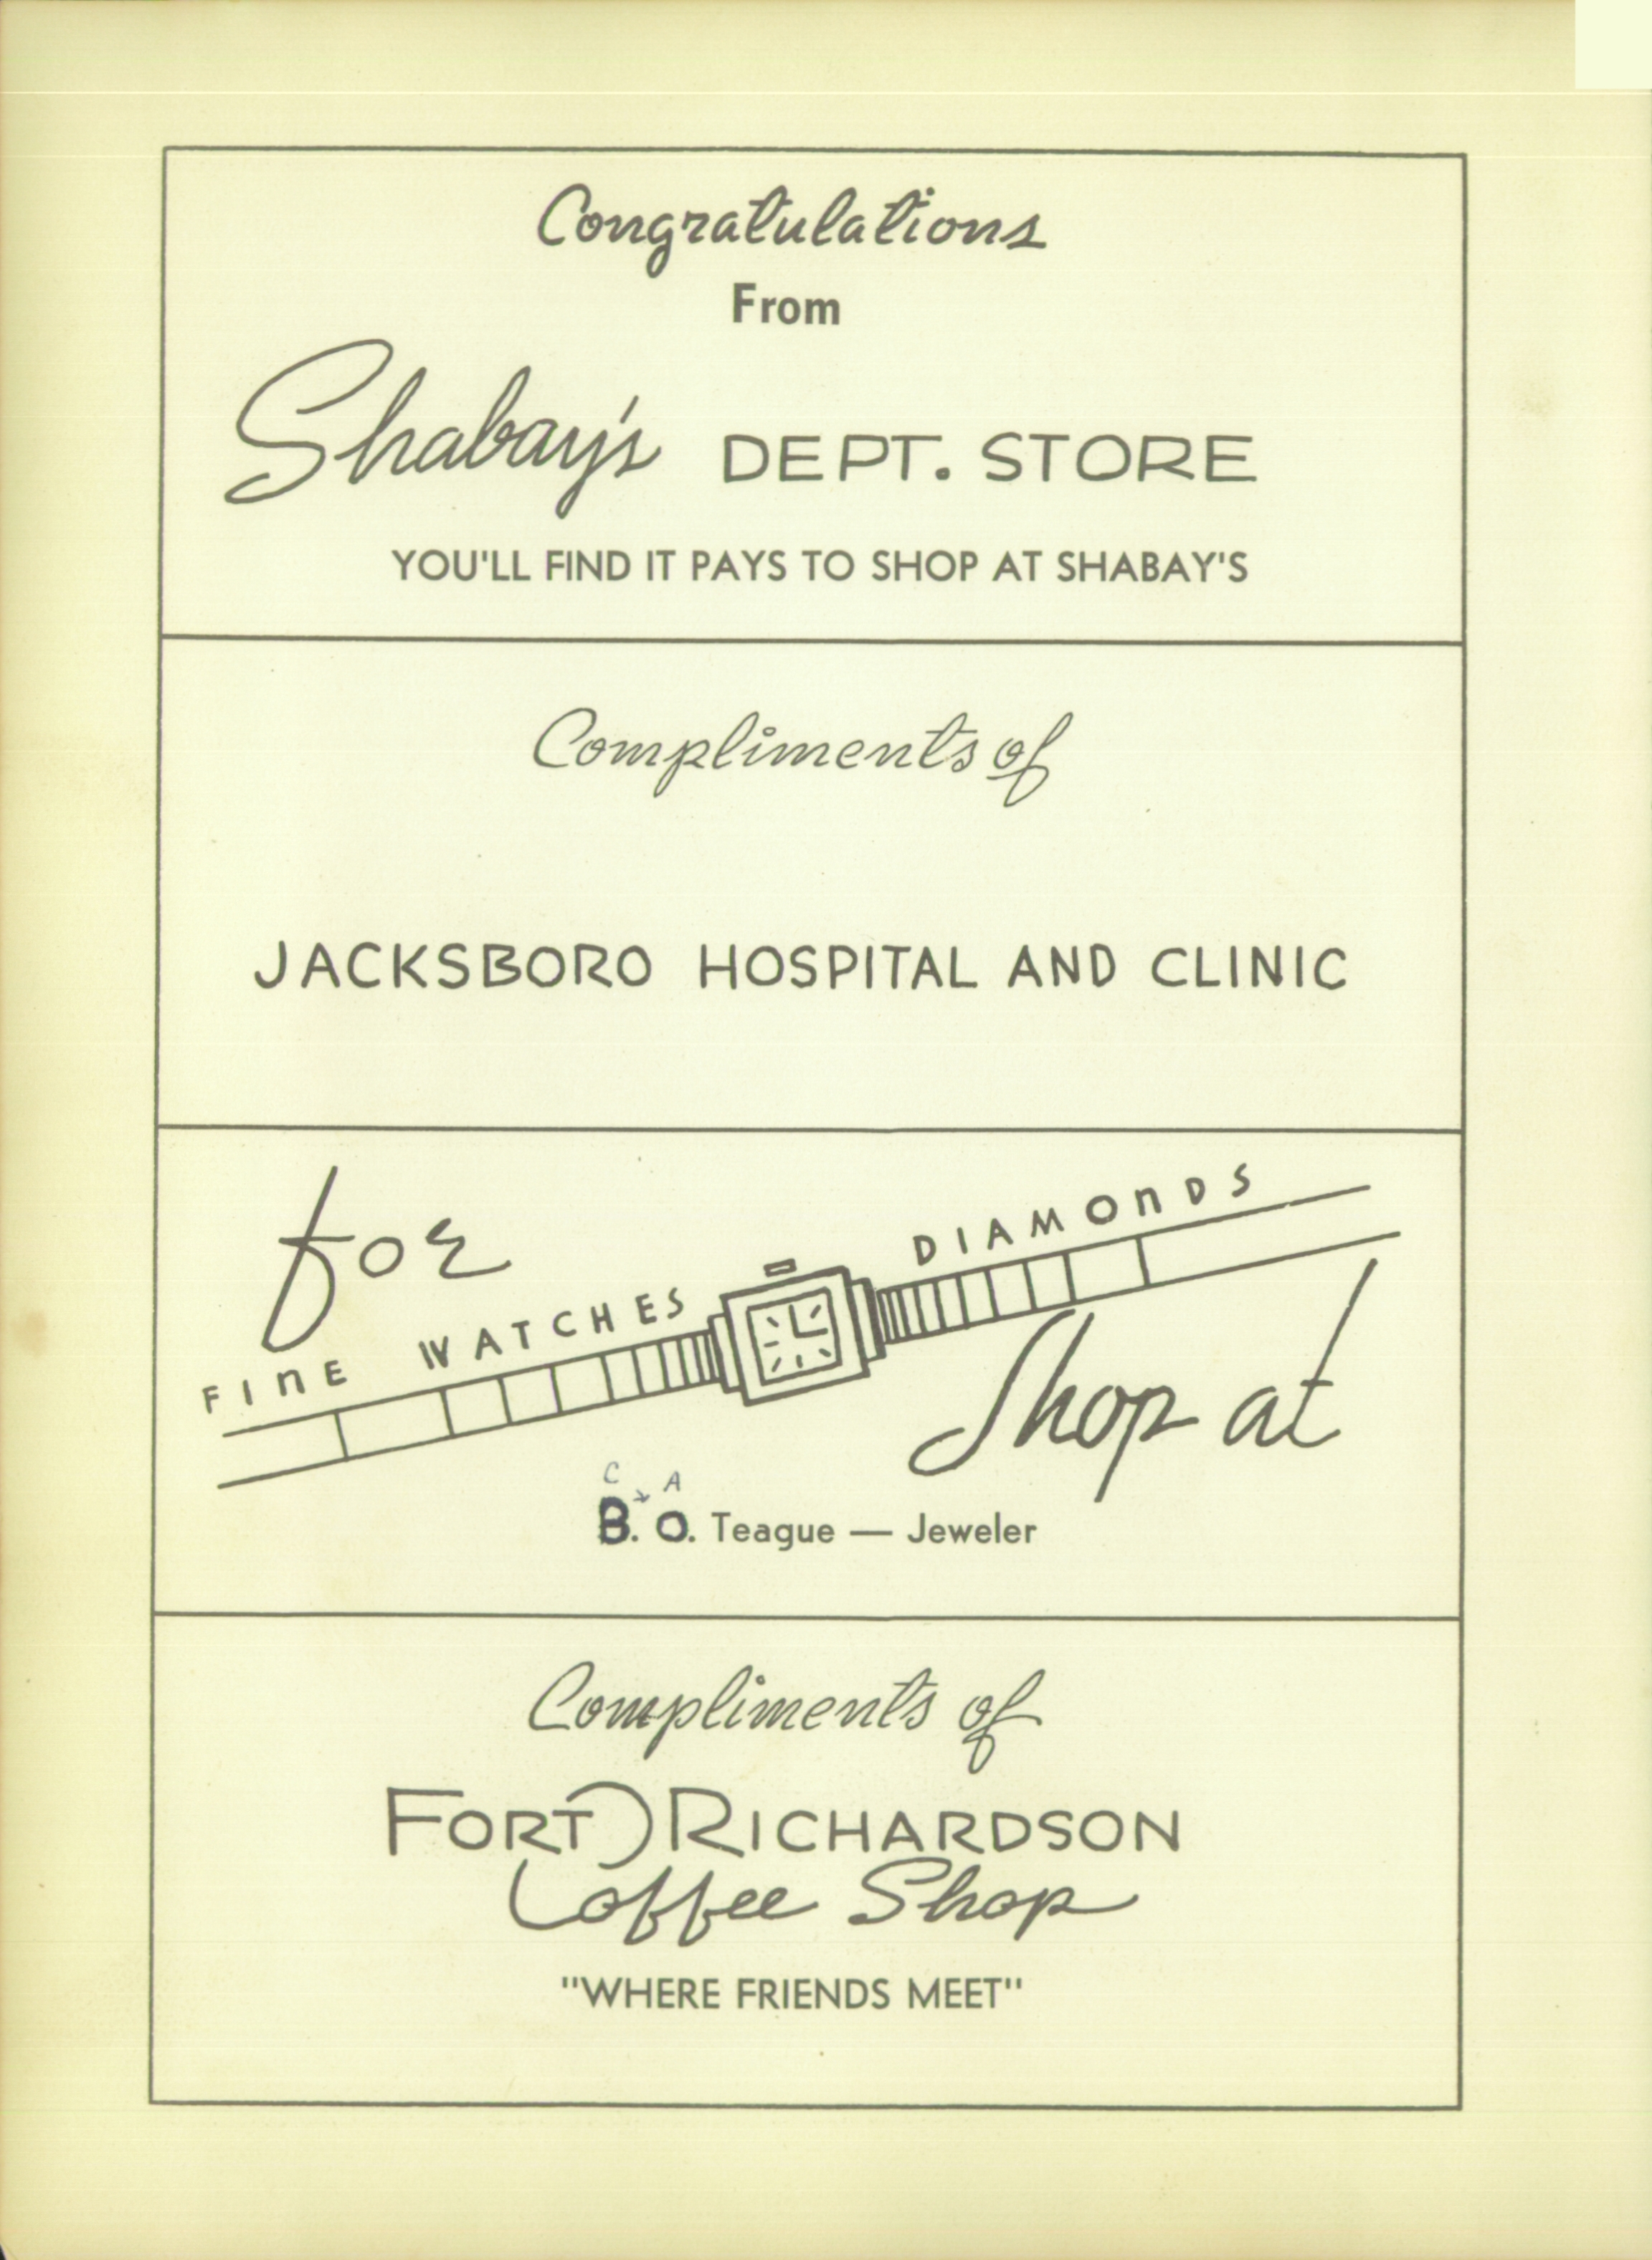 Congratulations
From
Shabay's DEPT. STORE
YOU'LL FIND IT PAYS TO SHOP AT SHABAY'S
Compliments of
JACKSBORO HOSPITAL AND CLINIC
for
FINE WATCHES DIAMONDS
Shop at
C A
B. O. Teague — Jeweler
Compliments of
FORT RICHARDSON
Coffee Shop
"WHERE FRIENDS MEET"